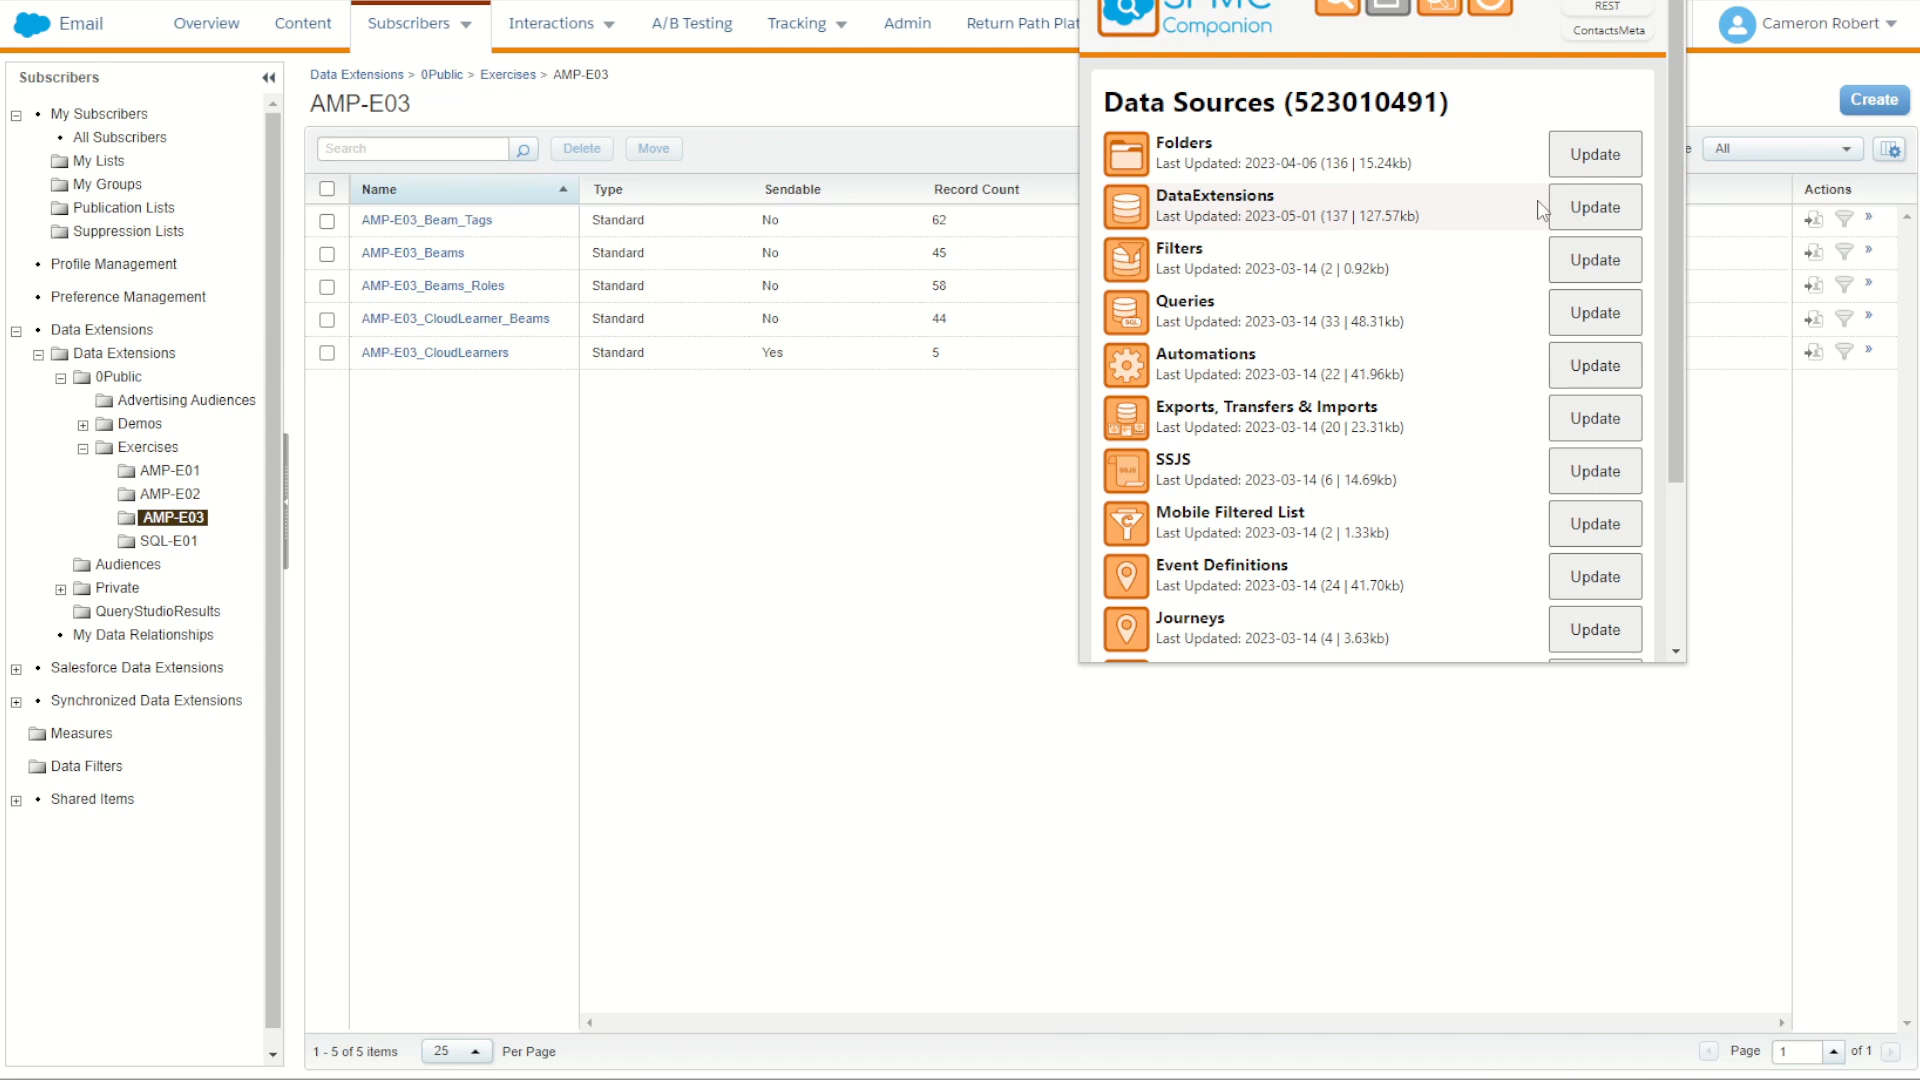 Email
Overview
Content
Subscribers
Interactions
A/B Testing
Tracking
Admin
Return Path Plat
Companion
REST
ContactsMeta
Cameron Robert
Subscribers
My Subscribers
All Subscribers
My Lists
My Groups
Publication Lists
Suppression Lists
Profile Management
Preference Management
Data Extensions
Data Extensions
0Public
Advertising Audiences
Demos
Exercises
AMP-E01
AMP-E02
AMP-E03
SQL-E01
Audiences
Private
QueryStudioResults
My Data Relationships
Salesforce Data Extensions
Synchronized Data Extensions
Measures
Data Filters
Shared Items
Data Extensions > 0Public > Exercises > AMP-E03
AMP-E03
Create
Search
Delete
Move
e
All
Name Type Sendable Record Count Actions
AMP-E03_Beam_Tags Standard No 62
AMP-E03_Beams Standard No 45
AMP-E03_Beams_Roles Standard No 58
AMP-E03_CloudLearner_Beams Standard No 44
AMP-E03_CloudLearners Standard Yes 5
Data Sources (523010491)
Folders
Last Updated: 2023-04-06 (136 | 15.24kb)
Update
DataExtensions
Last Updated: 2023-05-01 (137 | 127.57kb)
Update
Filters
Last Updated: 2023-03-14 (2 | 0.92kb)
Update
Queries
Last Updated: 2023-03-14 (33 | 48.31kb)
Update
Automations
Last Updated: 2023-03-14 (22 | 41.96kb)
Update
Exports, Transfers & Imports
Last Updated: 2023-03-14 (20 | 23.31kb)
Update
SSJS
Last Updated: 2023-03-14 (6 | 14.69kb)
Update
Mobile Filtered List
Last Updated: 2023-03-14 (2 | 1.33kb)
Update
Event Definitions
Last Updated: 2023-03-14 (24 | 41.70kb)
Update
Journeys
Last Updated: 2023-03-14 (4 | 3.63kb)
Update
1 - 5 of 5 items
25
Per Page
Page
1
of 1